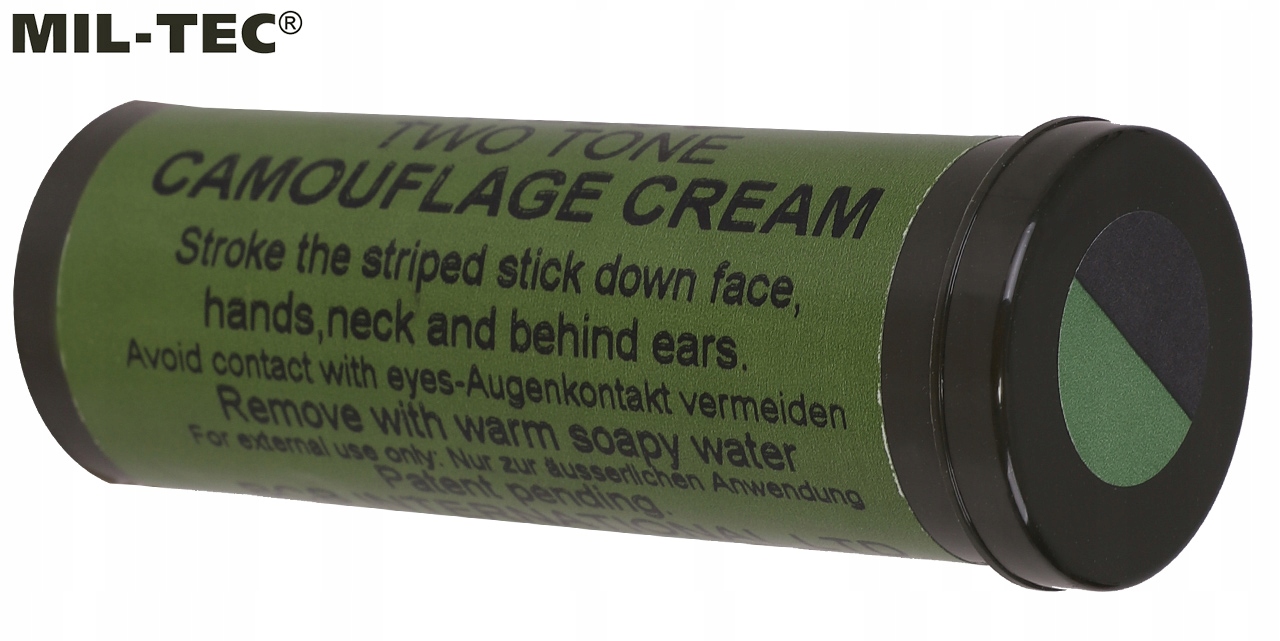 MIL-TEC®
TWO TONE
CAMOUFLAGE CREAM
Stroke the striped stick down face,
hands,neck and behind ears.
Avoid contact with eyes-Augenkontakt vermeiden
Remove with warm soapy water
For external use only. Nur zur äusserlichen Anwendung
Patent pending.
INTERNATIONAL LTD